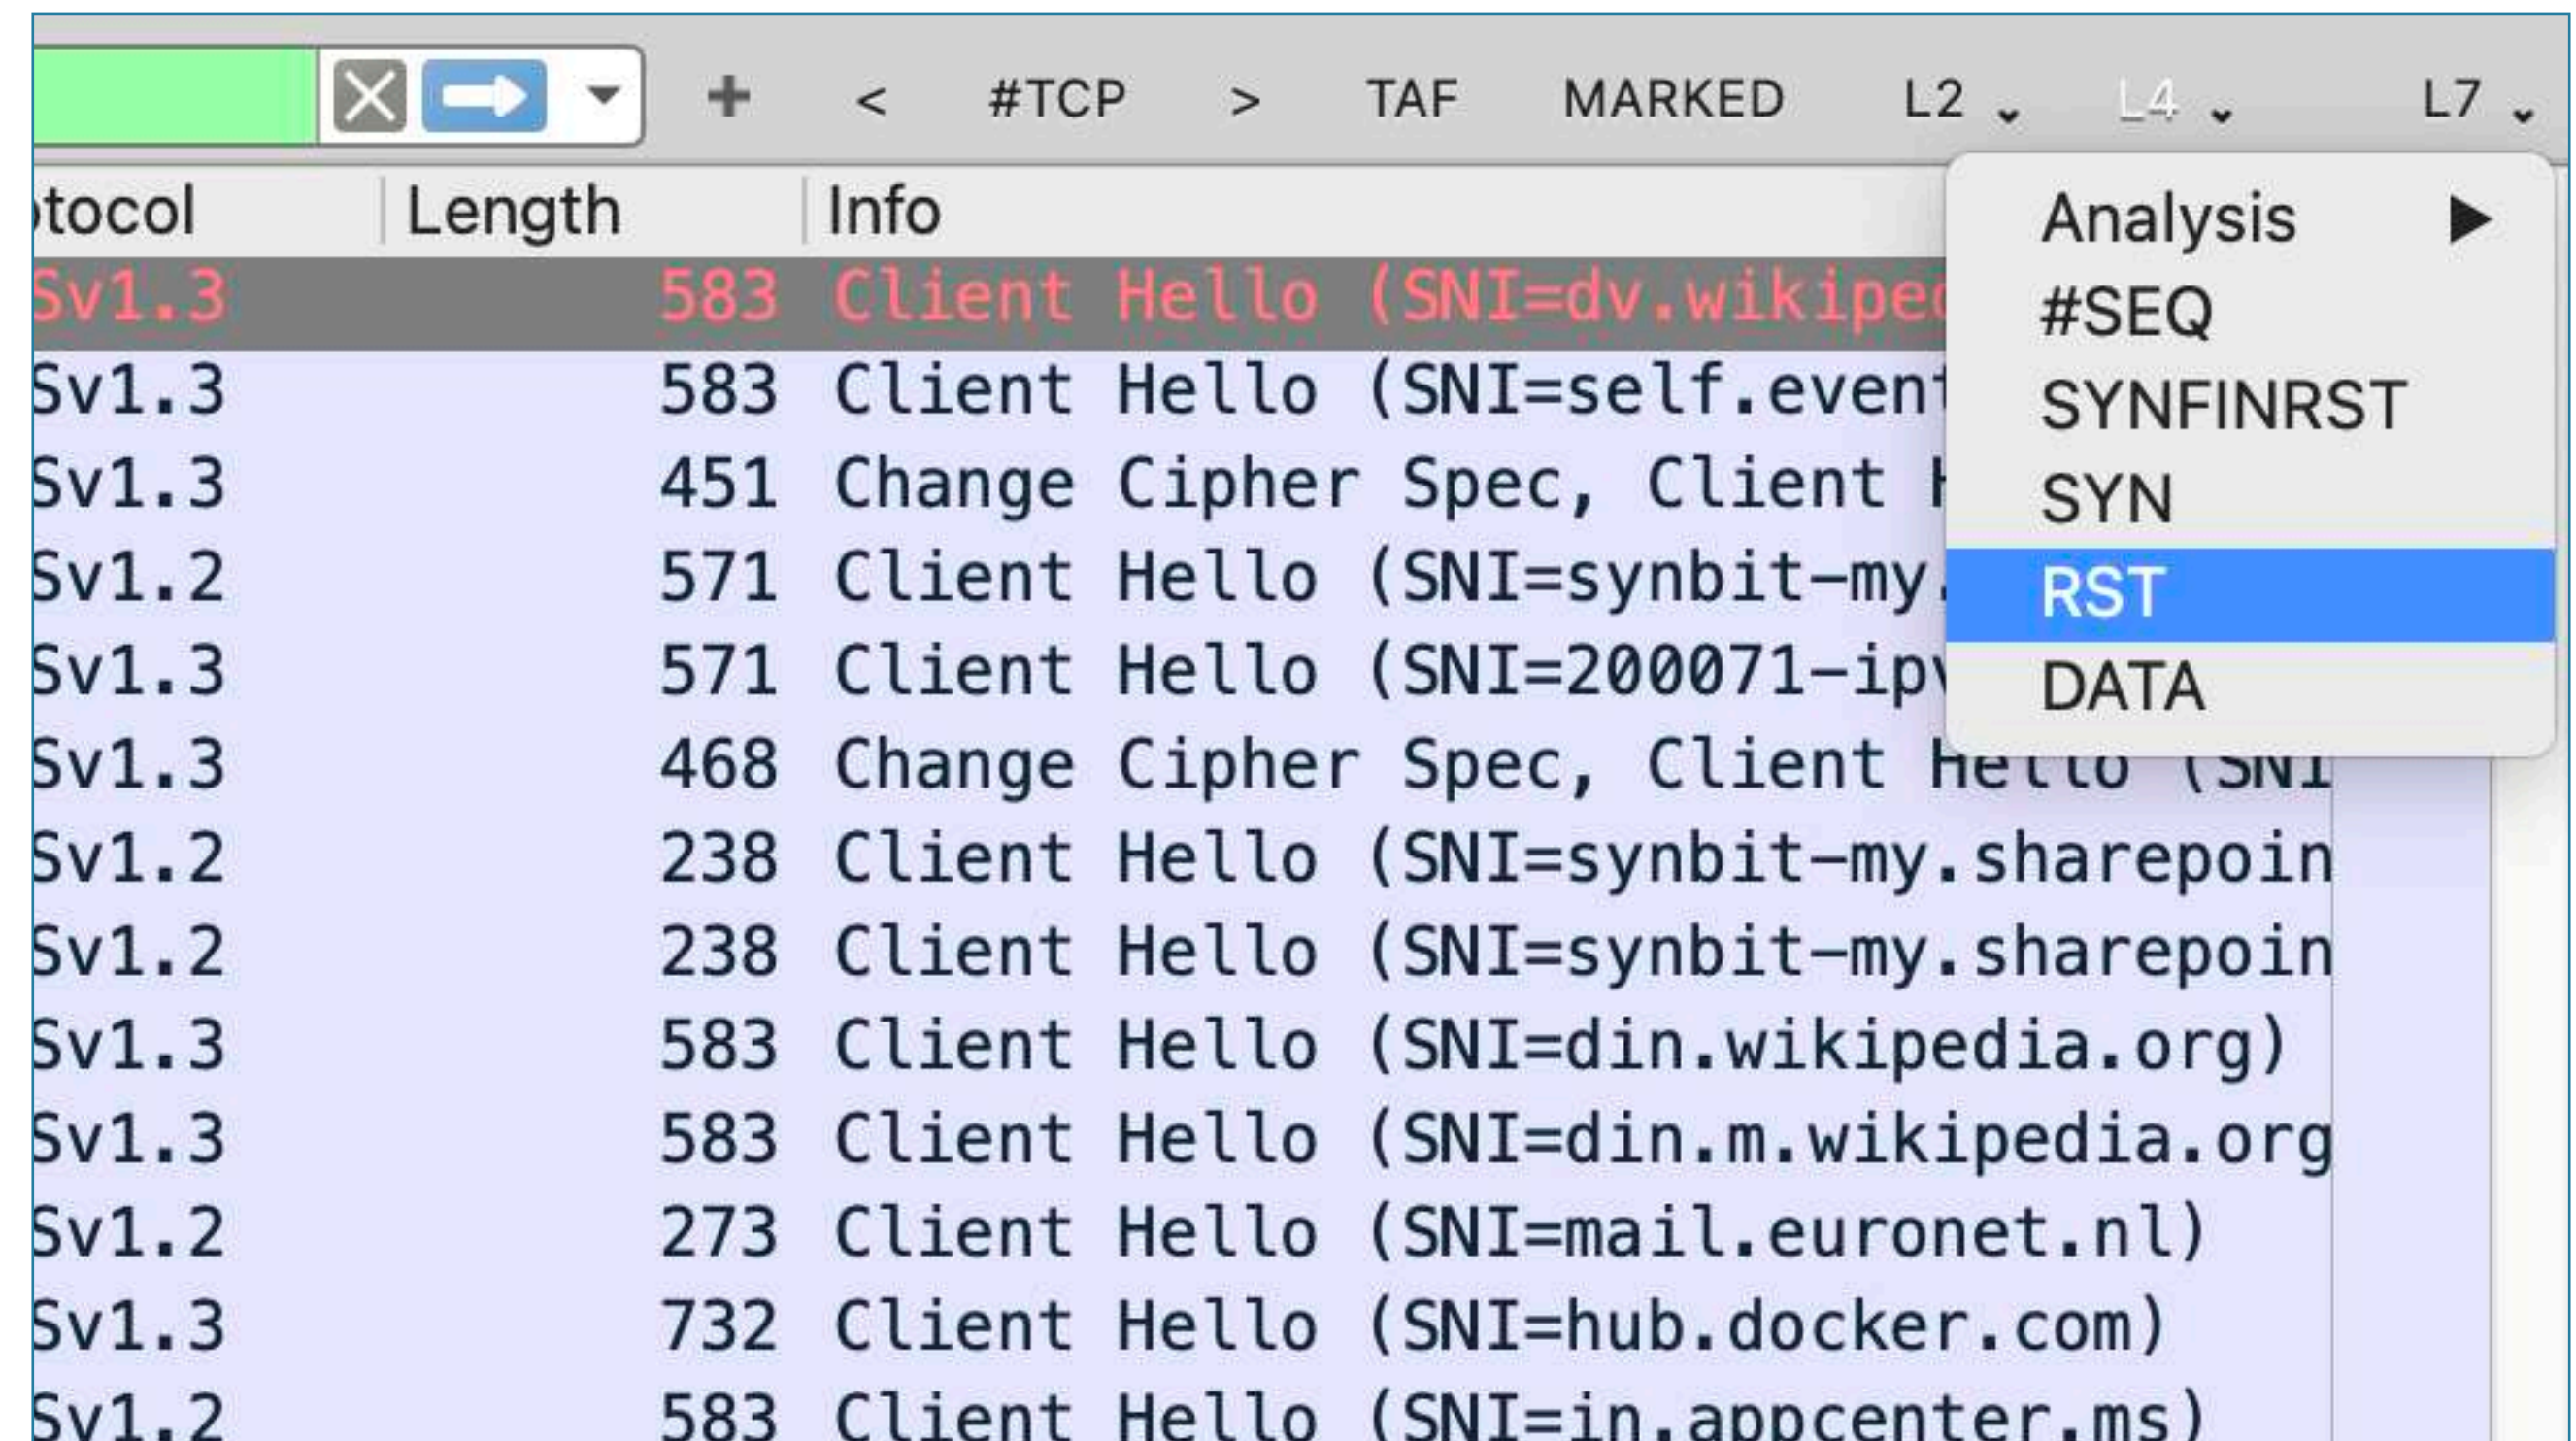 + < #TCP > TAF MARKED L2 L4 L7
otocol Length Info
Sv1.3 583 Client Hello (SNI=dv.wikiped
Sv1.3 583 Client Hello (SNI=self.event
Sv1.3 451 Change Cipher Spec, Client H
Sv1.2 571 Client Hello (SNI=synbit-my.
Sv1.3 571 Client Hello (SNI=200071-ipv
Sv1.3 468 Change Cipher Spec, Client Hello (SNI
Sv1.2 238 Client Hello (SNI=synbit-my.sharepoin
Sv1.2 238 Client Hello (SNI=synbit-my.sharepoin
Sv1.3 583 Client Hello (SNI=din.wikipedia.org)
Sv1.3 583 Client Hello (SNI=din.m.wikipedia.org
Sv1.2 273 Client Hello (SNI=mail.euronet.nl)
Sv1.3 732 Client Hello (SNI=hub.docker.com)
Sv1.2 583 Client Hello (SNI=in.appcenter.ms)
Analysis
#SEQ
SYNFINRST
SYN
RST
DATA